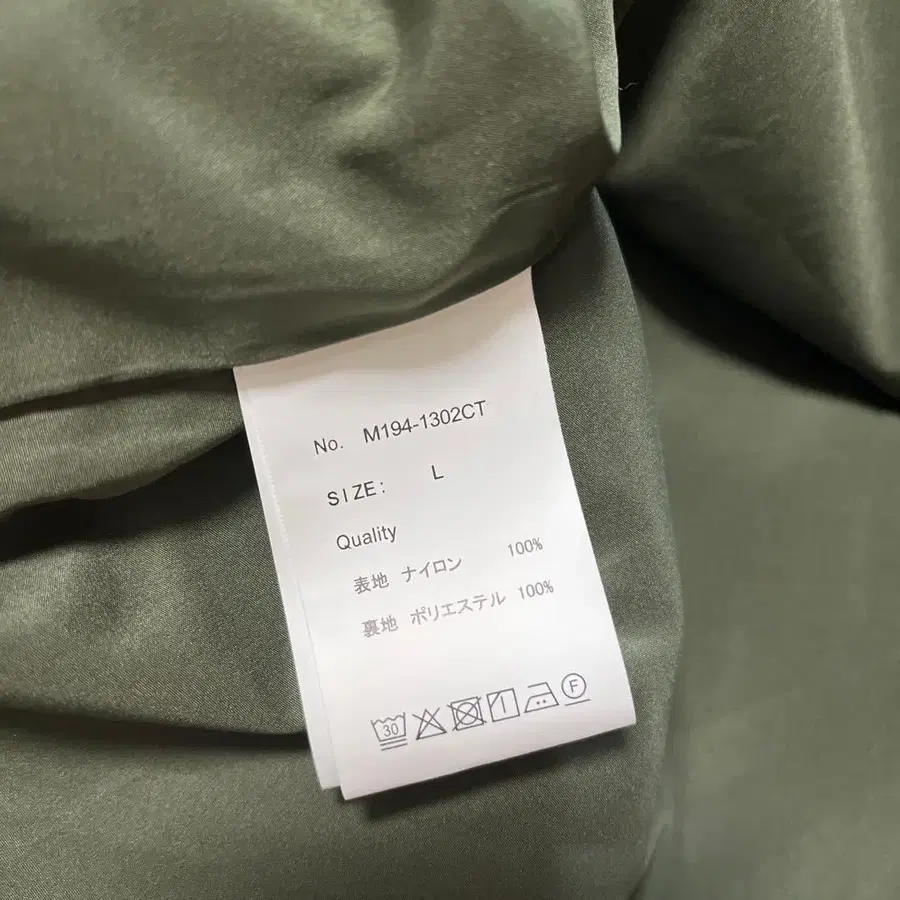 No. M194-1302CT
SIZE: L
Quality
表地 ナイロン 100%
裏地 ポリエステル 100%
30 F